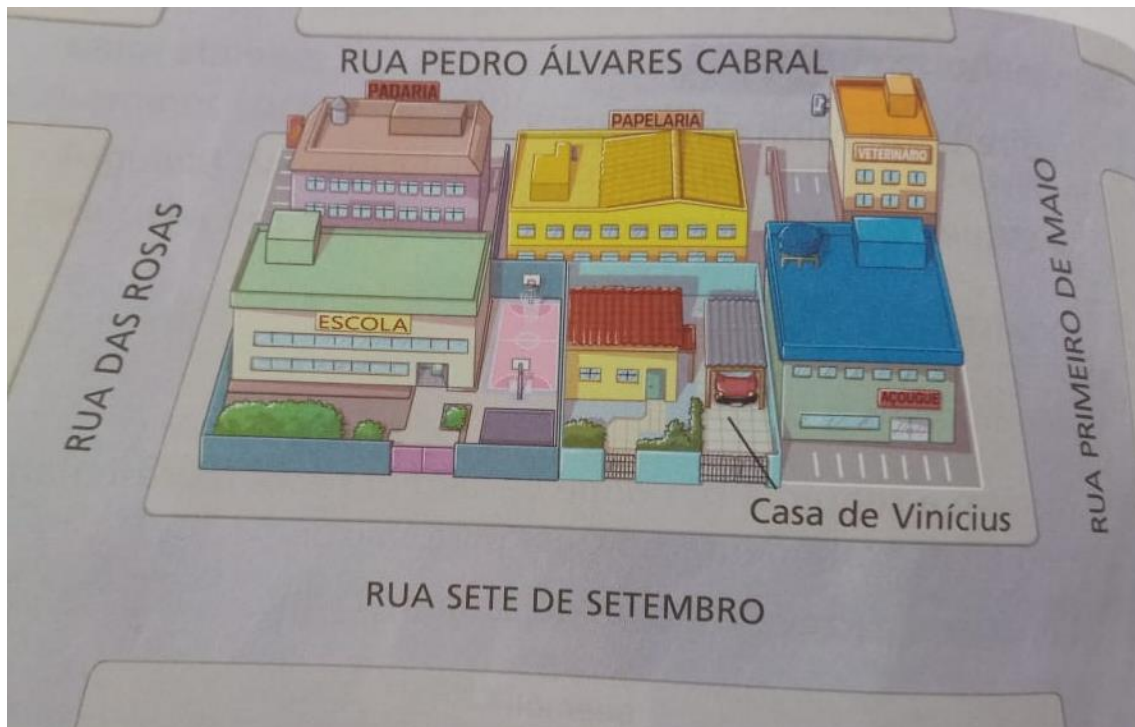 RUA PEDRO ÁLVARES CABRAL
PADARIA
PAPELARIA
VETERINÁRIO
RUA DAS ROSAS
ESCOLA
AÇOUGUE
RUA PRIMEIRO DE MAIO
Casa de Vinícius
RUA SETE DE SETEMBRO